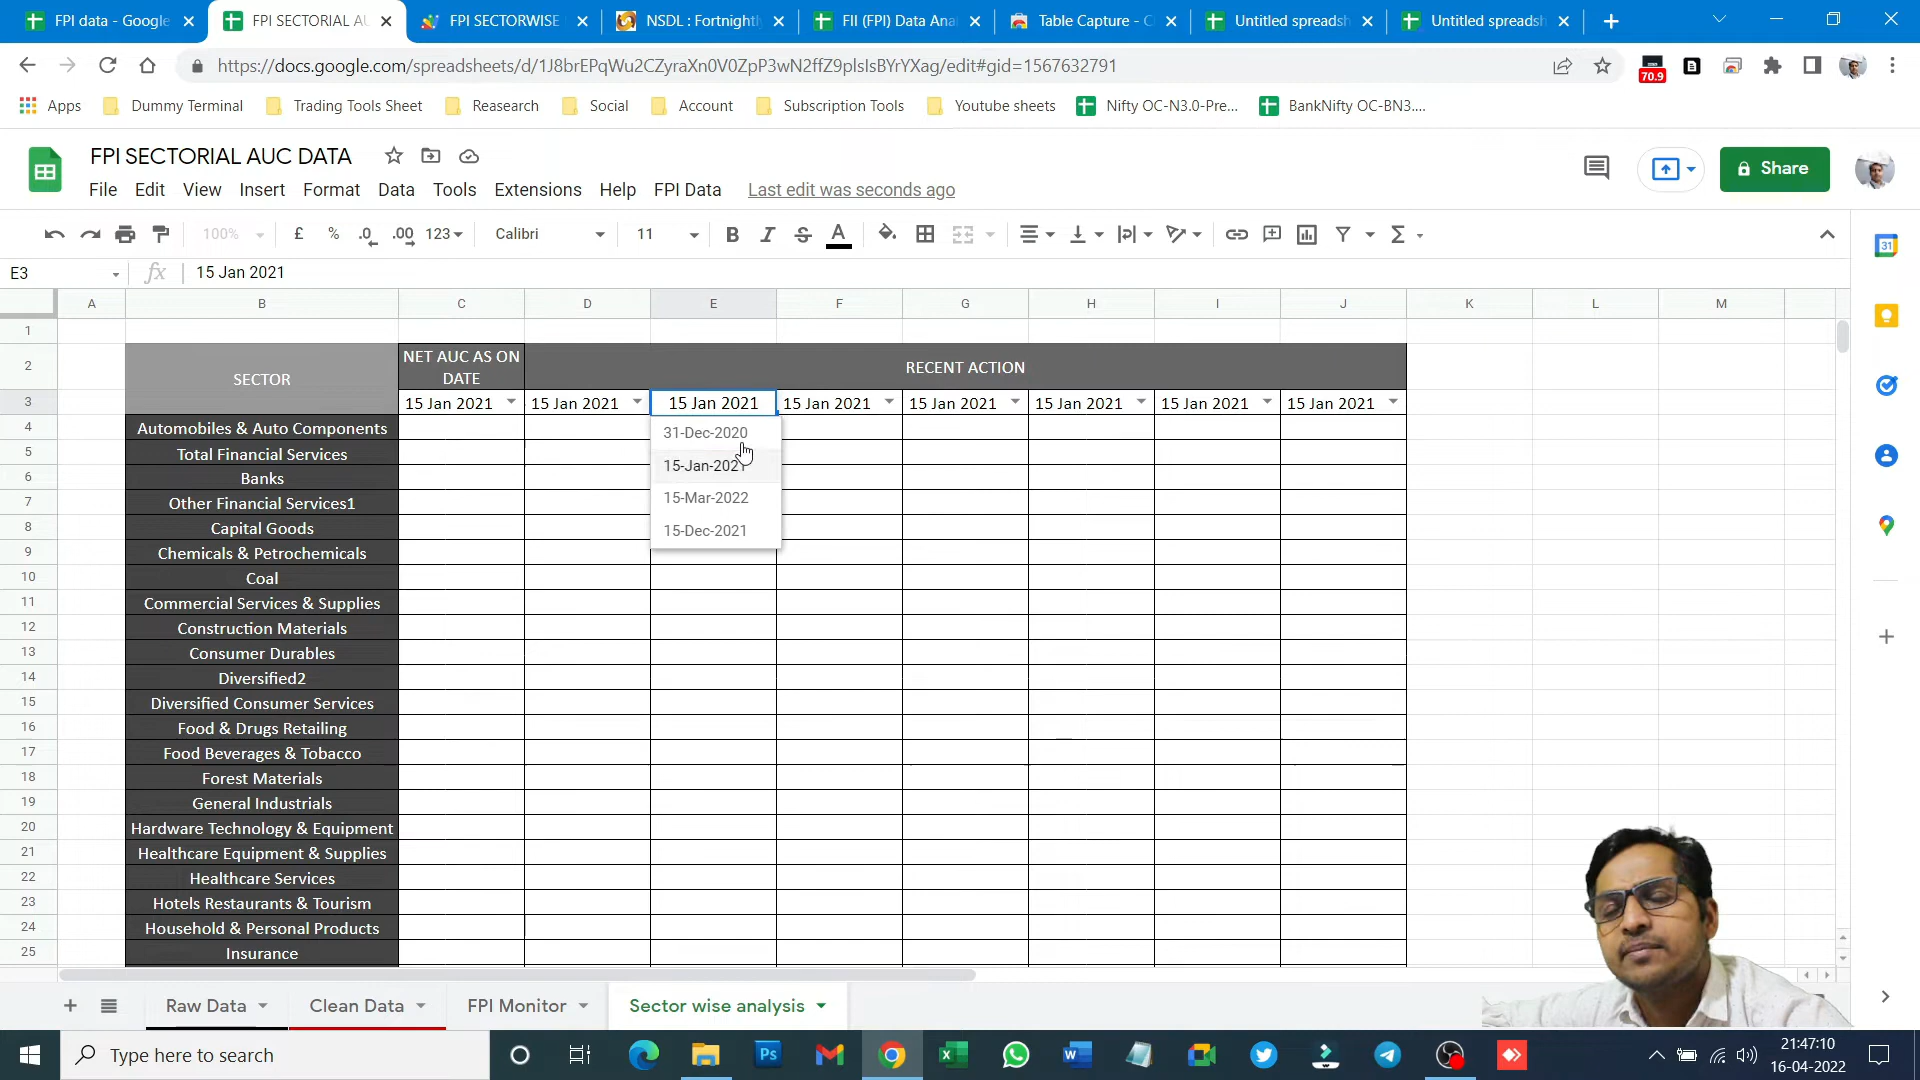 FPI data - Google
FPI SECTORIAL AU
FPI SECTORWISE
NSDL : Fortnightl
FII (FPI) Data Ana
Table Capture - C
Untitled spreadsh
Untitled spreadsh
https://docs.google.com/spreadsheets/d/1J8brEPqWu2CZyraXn0V0ZpP3wN2ffZ9plsIsBYrYXag/edit#gid=1567632791
70.9
Apps
Dummy Terminal
Trading Tools Sheet
Reasearch
Social
Account
Subscription Tools
Youtube sheets
Nifty OC-N3.0-Pre...
BankNifty OC-BN3....
FPI SECTORIAL AUC DATA
Share
File Edit View Insert Format Data Tools Extensions Help FPI Data Last edit was seconds ago
100% £ % .0 .00 123 Calibri 11 B I S A
31
E3 fx 15 Jan 2021
A B C D E F G H I J K L M
1
2 SECTOR NET AUC AS ON DATE RECENT ACTION
3 15 Jan 2021 15 Jan 2021 15 Jan 2021 15 Jan 2021 15 Jan 2021 15 Jan 2021 15 Jan 2021 15 Jan 2021
31-Dec-2020
15-Jan-2021
15-Mar-2022
15-Dec-2021
4 Automobiles & Auto Components
5 Total Financial Services
6 Banks
7 Other Financial Services1
8 Capital Goods
9 Chemicals & Petrochemicals
10 Coal
11 Commercial Services & Supplies
12 Construction Materials
13 Consumer Durables
14 Diversified2
15 Diversified Consumer Services
16 Food & Drugs Retailing
17 Food Beverages & Tobacco
18 Forest Materials
19 General Industrials
20 Hardware Technology & Equipment
21 Healthcare Equipment & Supplies
22 Healthcare Services
23 Hotels Restaurants & Tourism
24 Household & Personal Products
25 Insurance
Raw Data
Clean Data
FPI Monitor
Sector wise analysis
Type here to search
Ps
21:47:10
16-04-2022